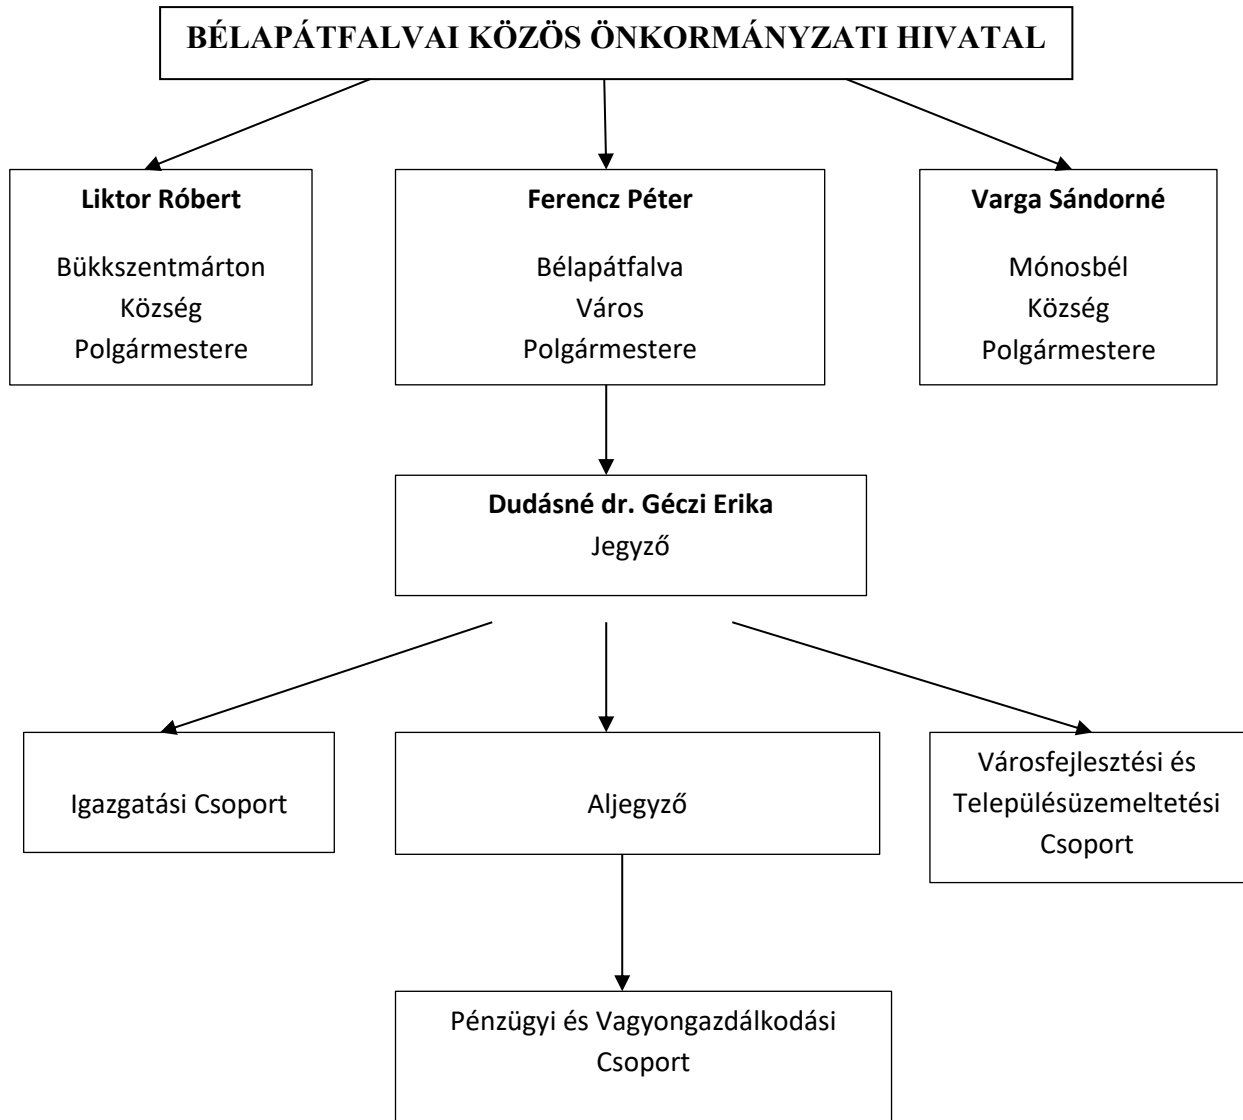 BÉLAPÁTFALVAI KÖZÖS ÖNKORMÁNYZATI HIVATAL
Liktor Róbert
Bükkszentmárton
Község
Polgármestere
Ferencz Péter
Bélapátfalva
Város
Polgármestere
Varga Sándorné
Mónosbél
Község
Polgármestere
Dudásné dr. Géczi Erika
Jegyző
Igazgatási Csoport
Aljegyző
Városfejlesztési és
Településüzemeltetési
Csoport
Pénzügyi és Vagyongazdálkodási
Csoport